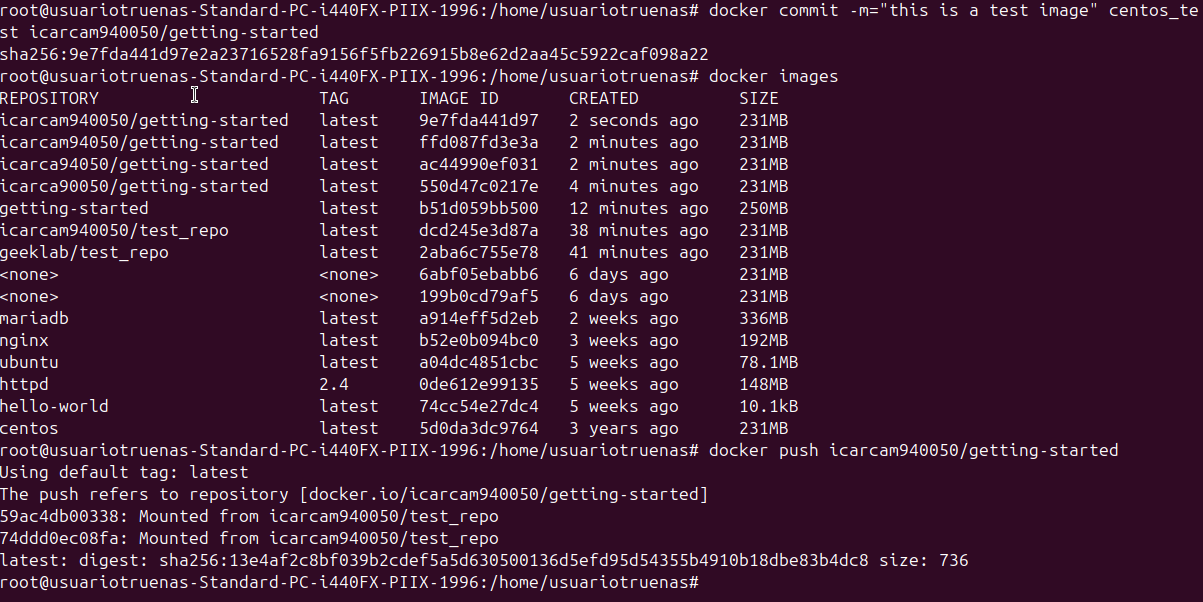 root@usuariotruenas-Standard-PC-i440FX-PIIX-1996:/home/usuariotruenas# docker commit -m="this is a test image" centos_te
st icarcam940050/getting-started
sha256:9e7fda441d97e2a23716528fa9156f5fb226915b8e62d2aa45c5922caf098a22
root@usuariotruenas-Standard-PC-i440FX-PIIX-1996:/home/usuariotruenas# docker images
REPOSITORY TAG IMAGE ID CREATED SIZE
icarcam940050/getting-started latest 9e7fda441d97 2 seconds ago 231MB
icarcam94050/getting-started latest ffd087fd3e3a 2 minutes ago 231MB
icarca94050/getting-started latest ac44990ef031 2 minutes ago 231MB
icarca90050/getting-started latest 550d47c0217e 4 minutes ago 231MB
getting-started latest b51d059bb500 12 minutes ago 250MB
icarcam940050/test_repo latest dcd245e3d87a 38 minutes ago 231MB
geeklab/test_repo latest 2aba6c755e78 41 minutes ago 231MB
<none> <none> 6abf05ebabb6 6 days ago 231MB
<none> <none> 199b0cd79af5 6 days ago 231MB
mariadb latest a914eff5d2eb 2 weeks ago 336MB
nginx latest b52e0b094bc0 3 weeks ago 192MB
ubuntu latest a04dc4851cbc 5 weeks ago 78.1MB
httpd 2.4 0de612e99135 5 weeks ago 148MB
hello-world latest 74cc54e27dc4 5 weeks ago 10.1kB
centos latest 5d0da3dc9764 3 years ago 231MB
root@usuariotruenas-Standard-PC-i440FX-PIIX-1996:/home/usuariotruenas# docker push icarcam940050/getting-started
Using default tag: latest
The push refers to repository [docker.io/icarcam940050/getting-started]
59ac4db00338: Mounted from icarcam940050/test_repo
74ddd0ec08fa: Mounted from icarcam940050/test_repo
latest: digest: sha256:13e4af2c8bf039b2cdef5a5d630500136d5efd95d54355b4910b18dbe83b4dc8 size: 736
root@usuariotruenas-Standard-PC-i440FX-PIIX-1996:/home/usuariotruenas#